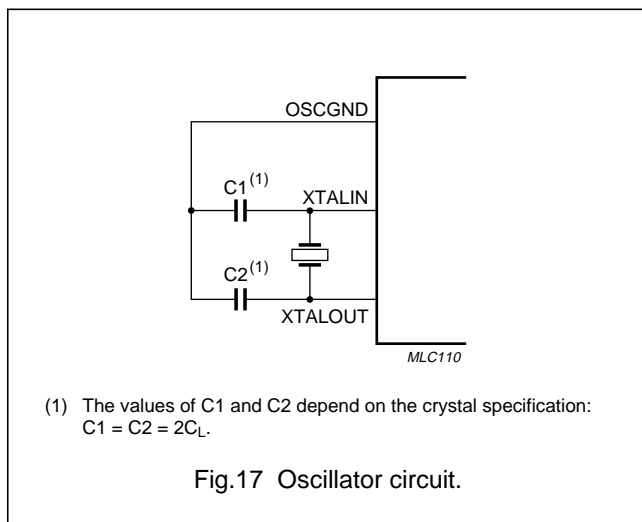 OSCGND
C1(1)
XTALIN
C2(1)
XTALOUT
MLC110
(1) The values of C1 and C2 depend on the crystal specification:
C1 = C2 = 2CL.
Fig.17 Oscillator circuit.